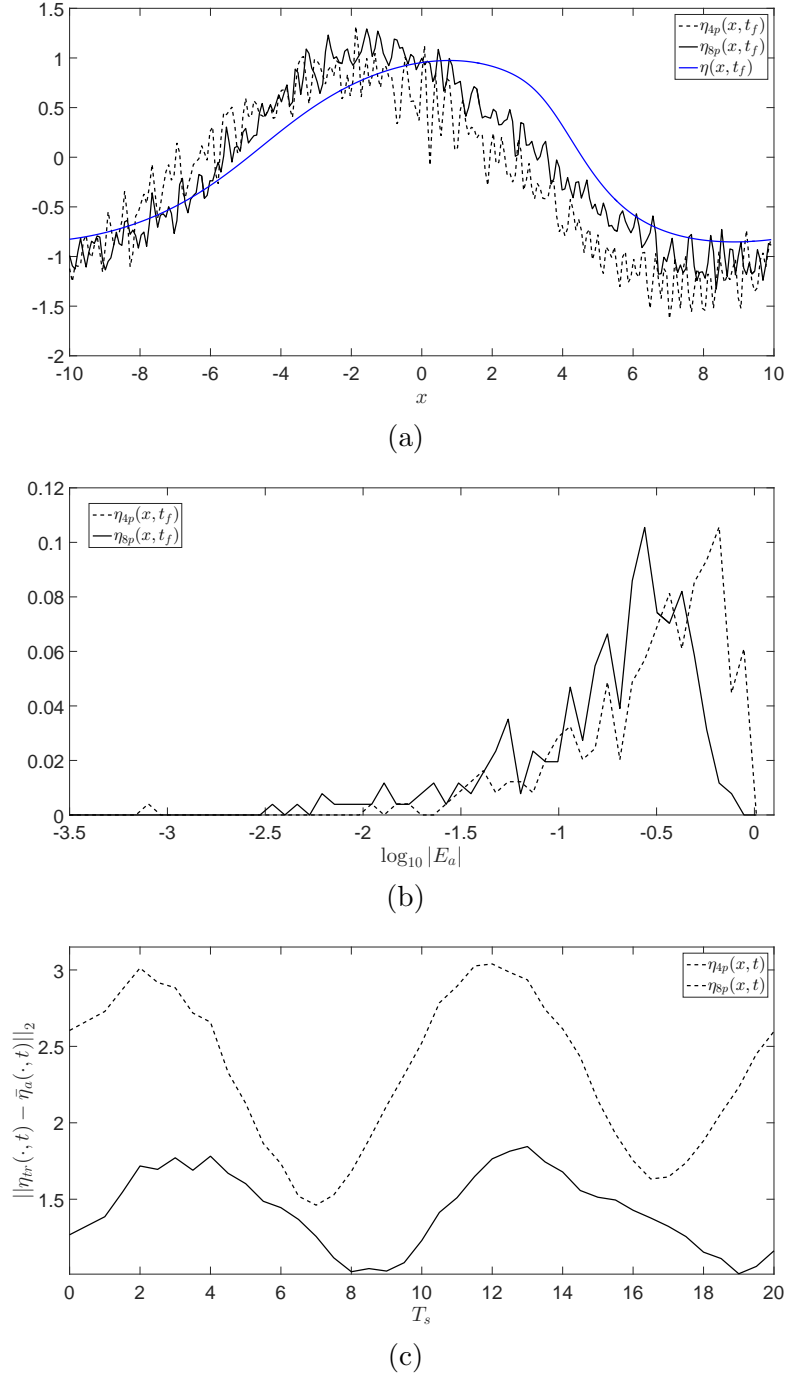 1.5
1
0.5
0
-0.5
-1
-1.5
-2
η4p(x, tf)
η8p(x, tf)
η(x, tf)
-10 -8 -6 -4 -2 0 2 4 6 8 10
x
(a)
0.12
0.1
0.08
0.06
0.04
0.02
0
η4p(x, tf)
η8p(x, tf)
-3.5 -3 -2.5 -2 -1.5 -1 -0.5 0
log10 |Ea|
(b)
3
2.5
2
1.5
||ηtr(·, t) − η̄a(·, t)||2
η4p(x, t)
η8p(x, t)
0 2 4 6 8 10 12 14 16 18 20
Ts
(c)